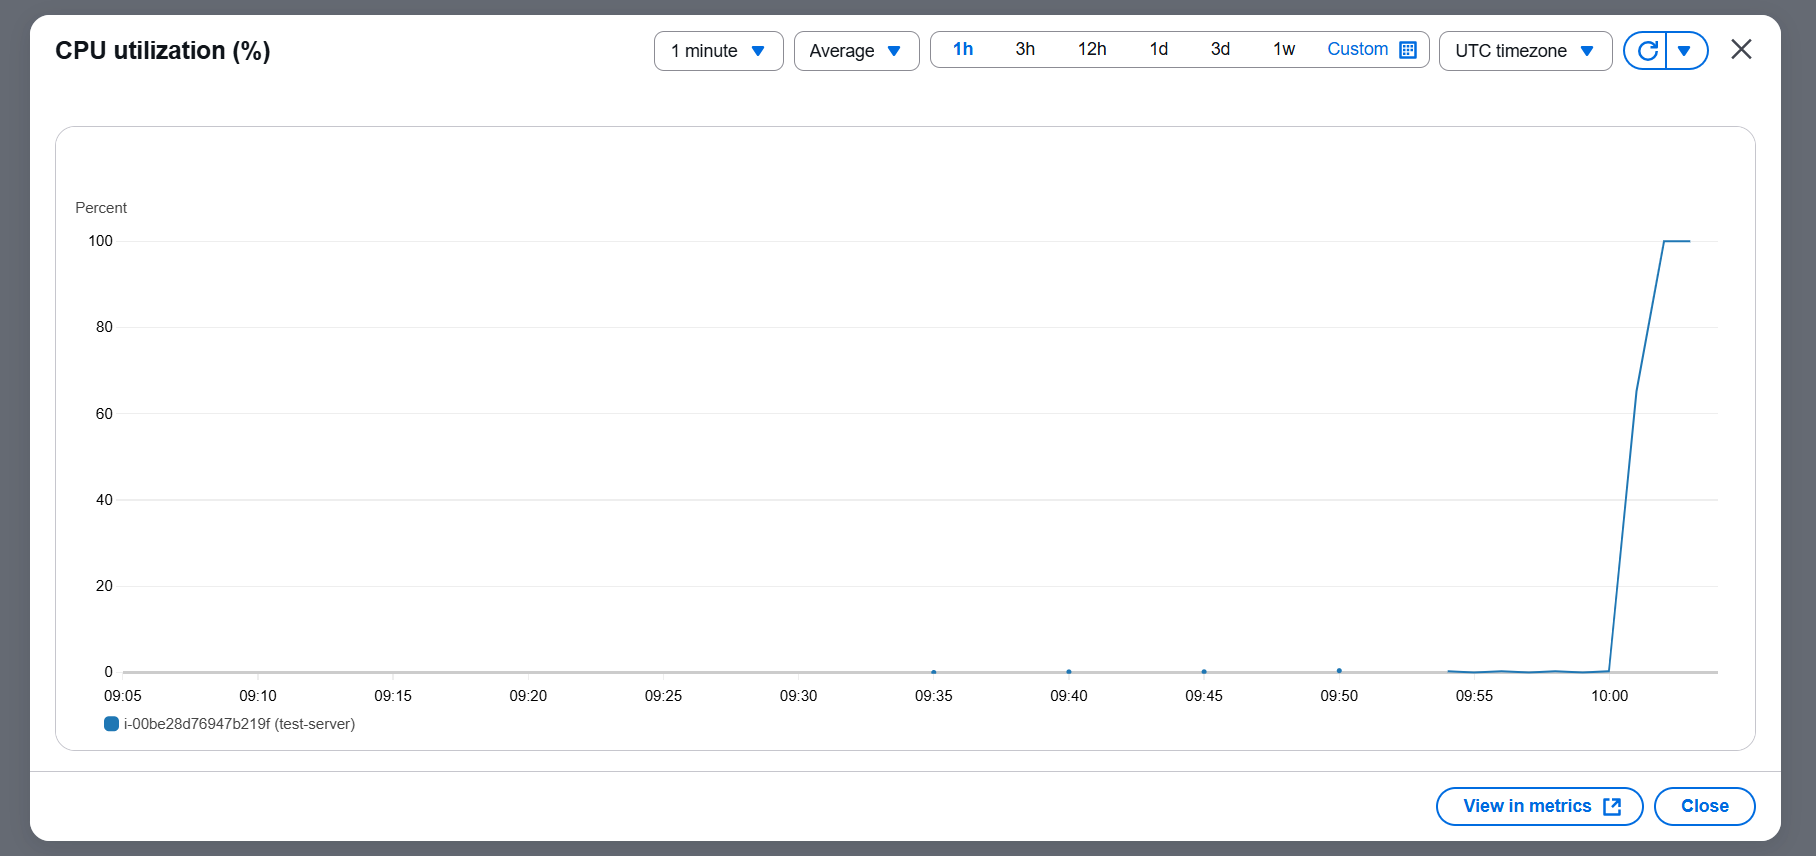 CPU utilization (%)
1 minute
Average
1h 3h 12h 1d 3d 1w Custom
UTC timezone
Percent
100
80
60
40
20
0
09:05 09:10 09:15 09:20 09:25 09:30 09:35 09:40 09:45 09:50 09:55 10:00
i-00be28d76947b219f (test-server)
View in metrics
Close